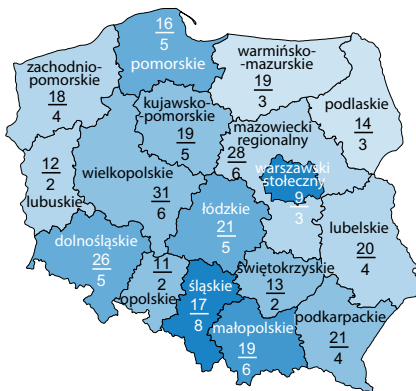 16
5
pomorskie
warmińsko-
mazurskie
19
3
zachodnio-
pomorskie
18
4
podlaskie
14
3
kujawsko-
pomorskie
19
5
mazowiecki
regionalny
28
6
warszawski
stołeczny
9
3
12
2
lubuskie
wielkopolskie
31
6
łódzkie
21
5
lubelskie
20
4
dolnośląskie
26
5
11
2
opolskie
śląskie
17
8
świętokrzyskie
13
2
małopolskie
19
6
podkarpackie
21
4